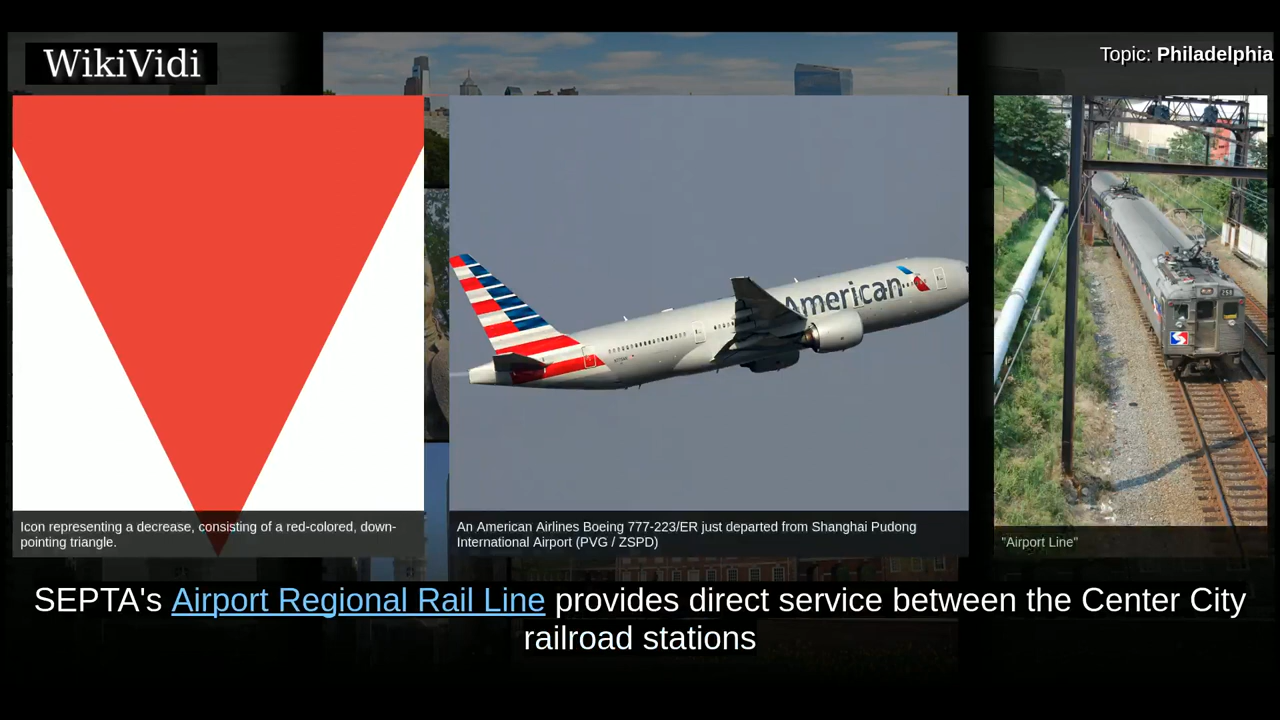 WikiVidi
Topic: Philadelphia
American
Icon representing a decrease, consisting of a red-colored, down-
pointing triangle.
An American Airlines Boeing 777-223/ER just departed from Shanghai Pudong
International Airport (PVG / ZSPD)
"Airport Line"
SEPTA's Airport Regional Rail Line provides direct service between the Center City
railroad stations